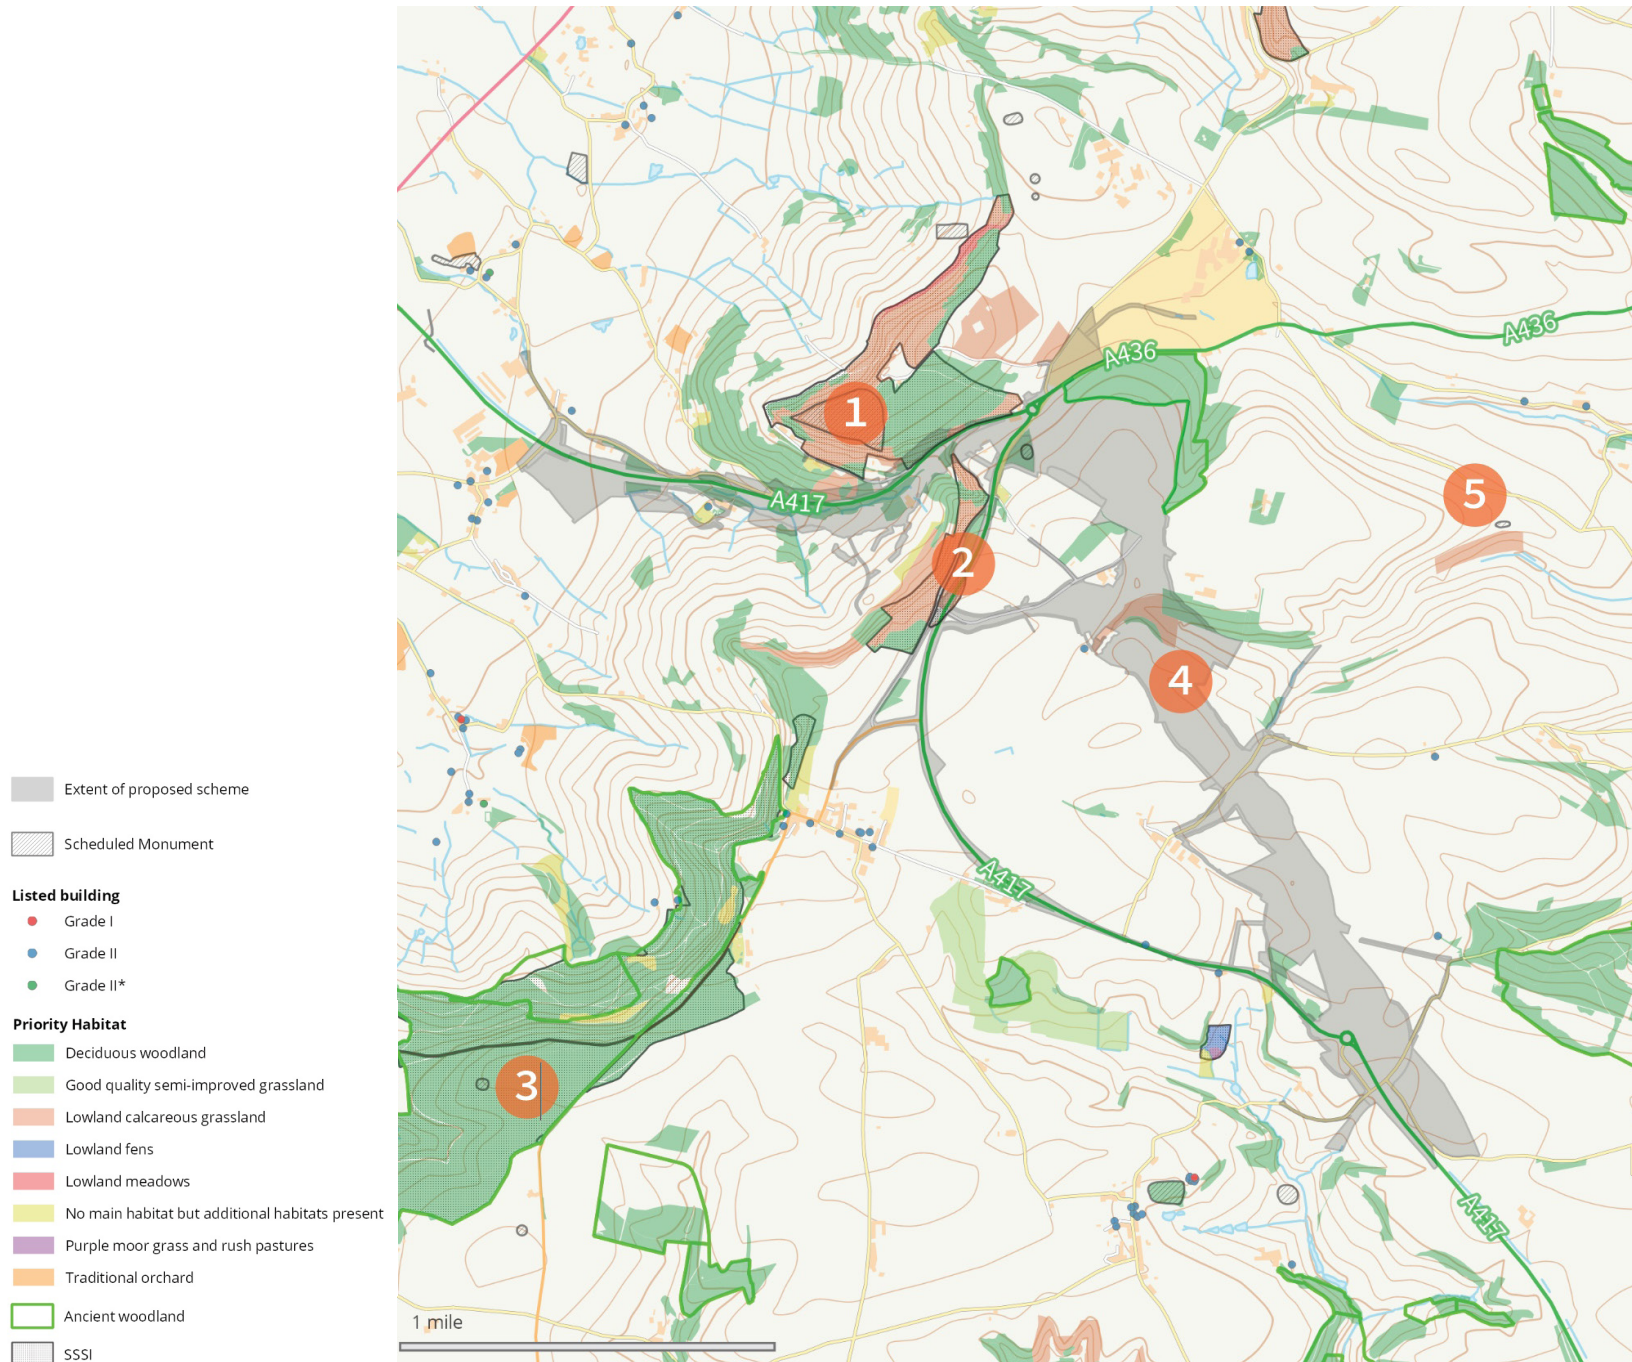 A436
A436
1
5
A417
2
4
Extent of proposed scheme
Scheduled Monument
A417
Listed building
Grade I
Grade II
Grade II*
Priority Habitat
Deciduous woodland
3
Good quality semi-improved grassland
Lowland calcareous grassland
Lowland fens
Lowland meadows
No main habitat but additional habitats present
A417
Purple moor grass and rush pastures
Traditional orchard
Ancient woodland
1 mile
SSSI